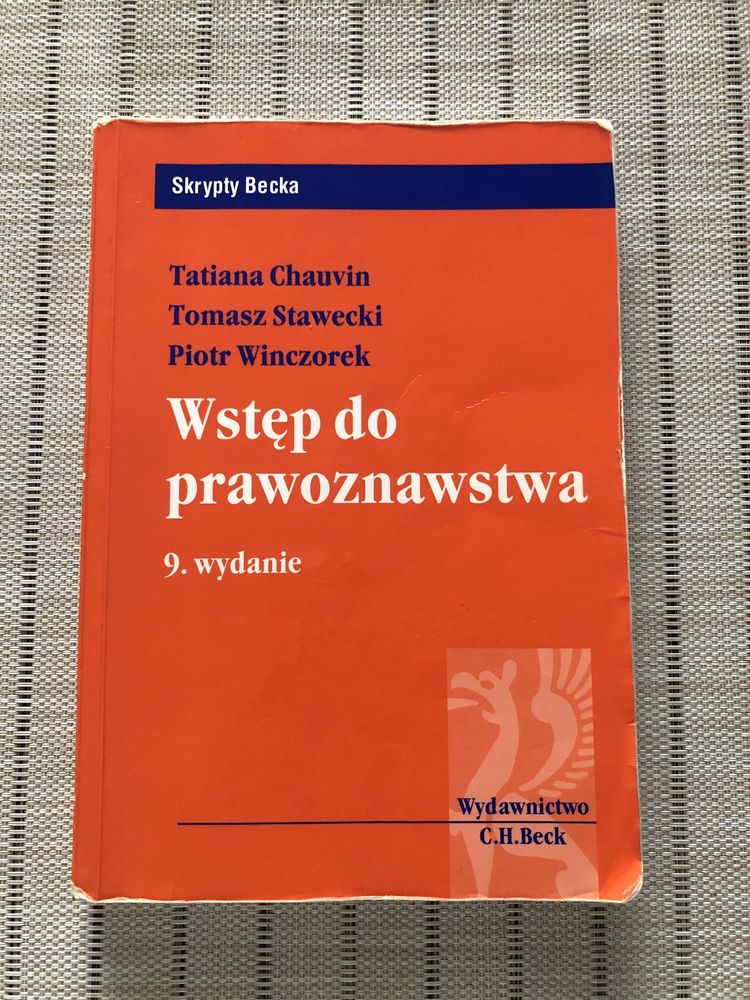 Skrypty Becka
Tatiana Chauvin
Tomasz Stawecki
Piotr Winczorek
Wstęp do
prawoznawstwa
9. wydanie
Wydawnictwo
C.H.Beck